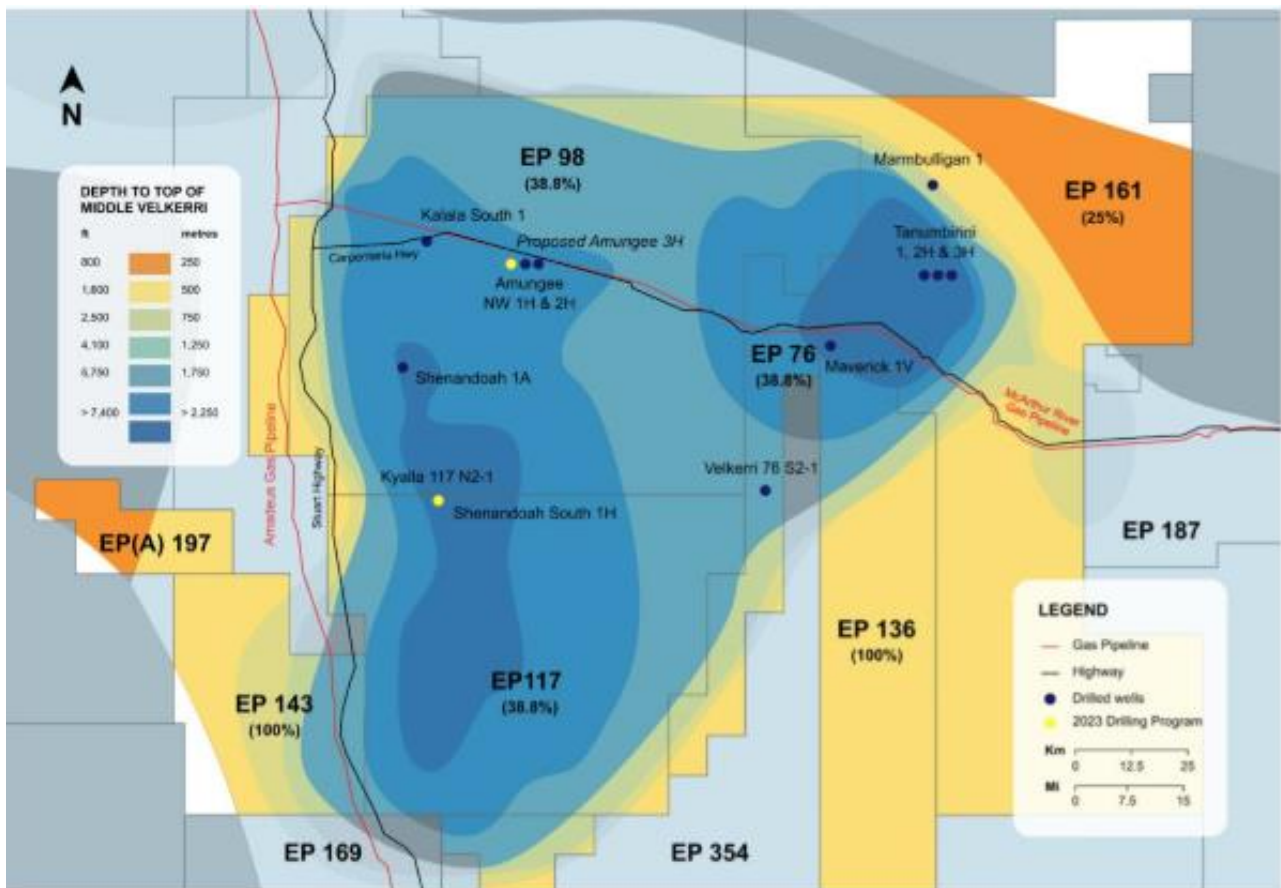 N
DEPTH TO TOP OF
MIDDLE VELKERRI
ft metres
800 250
1,600 500
2,500 750
4,100 1,250
5,750 1,750
> 7,400 > 2,250
EP 98
(38.8%)
Marmbulligan 1
EP 161
(25%)
Kalala South 1
Proposed Amungee 3H
Tanumbirini
1, 2H & 3H
Carpentaria Hwy
Amungee
NW 1H & 2H
EP 76
(38.8%)
Maverick 1V
Shenandoah 1A
McArthur River
Gas Pipeline
Amadeus Gas Pipeline
Stuart Highway
Kyalla 117 N2-1
Velkerri 76 S2-1
Shenandoah South 1H
EP(A) 197
EP 187
EP 136
(100%)
EP117
(38.8%)
EP 143
(100%)
EP 169
EP 354
LEGEND
Gas Pipeline
Highway
Drilled wells
2023 Drilling Program
Km
0 12.5 25
Mi
0 7.5 15